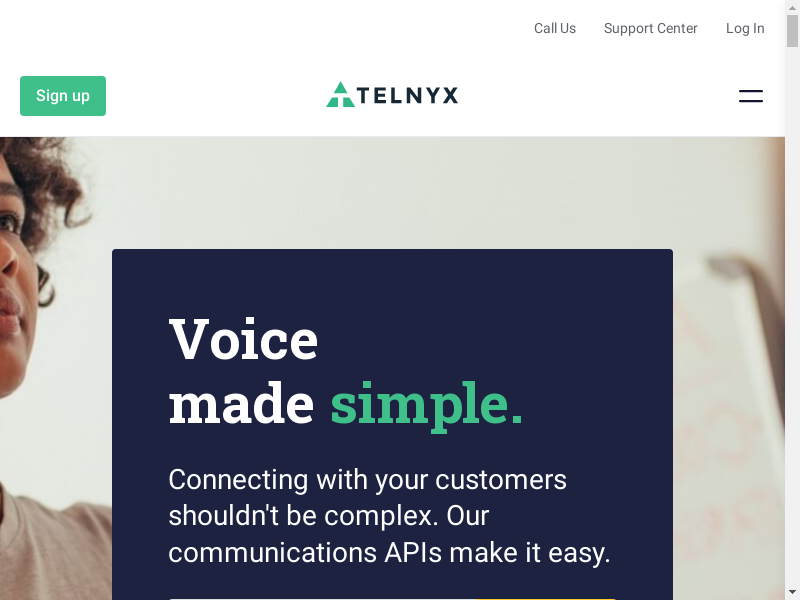 Call Us
Support Center
Log In
Sign up
TELNYX
Voice
made simple.
Connecting with your customers
shouldn't be complex. Our
communications APIs make it easy.